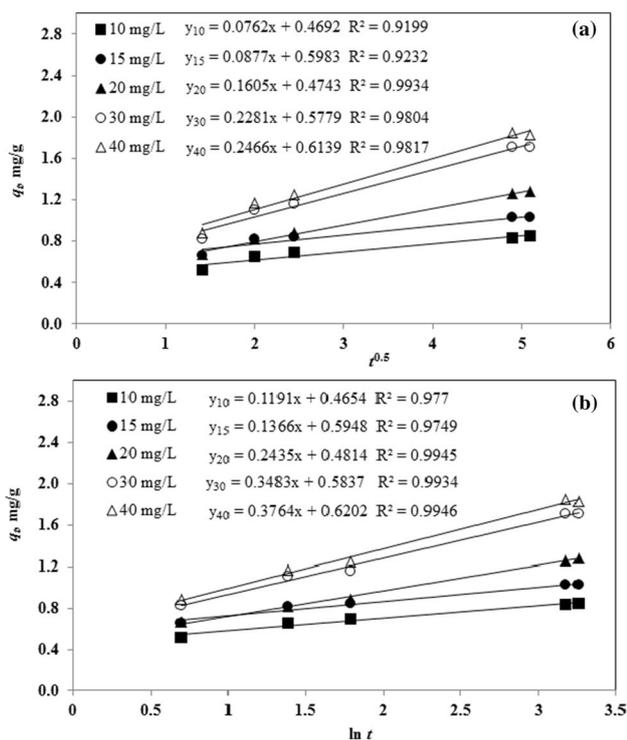 2.8
2.4
2.0
1.6
1.2
0.8
0.4
0.0
qt, mg/g
10 mg/L y10 = 0.0762x + 0.4692 R² = 0.9199
15 mg/L y15 = 0.0877x + 0.5983 R² = 0.9232
20 mg/L y20 = 0.1605x + 0.4743 R² = 0.9934
30 mg/L y30 = 0.2281x + 0.5779 R² = 0.9804
40 mg/L y40 = 0.2466x + 0.6139 R² = 0.9817
(a)
0 1 2 3 4 5 6
t0.5
2.8
2.4
2.0
1.6
1.2
0.8
0.4
0.0
qt, mg/g
10 mg/L y10 = 0.1191x + 0.4654 R² = 0.977
15 mg/L y15 = 0.1366x + 0.5948 R² = 0.9749
20 mg/L y20 = 0.2435x + 0.4814 R² = 0.9945
30 mg/L y30 = 0.3483x + 0.5837 R² = 0.9934
40 mg/L y40 = 0.3764x + 0.6202 R² = 0.9946
(b)
0 0.5 1 1.5 2 2.5 3 3.5
ln t